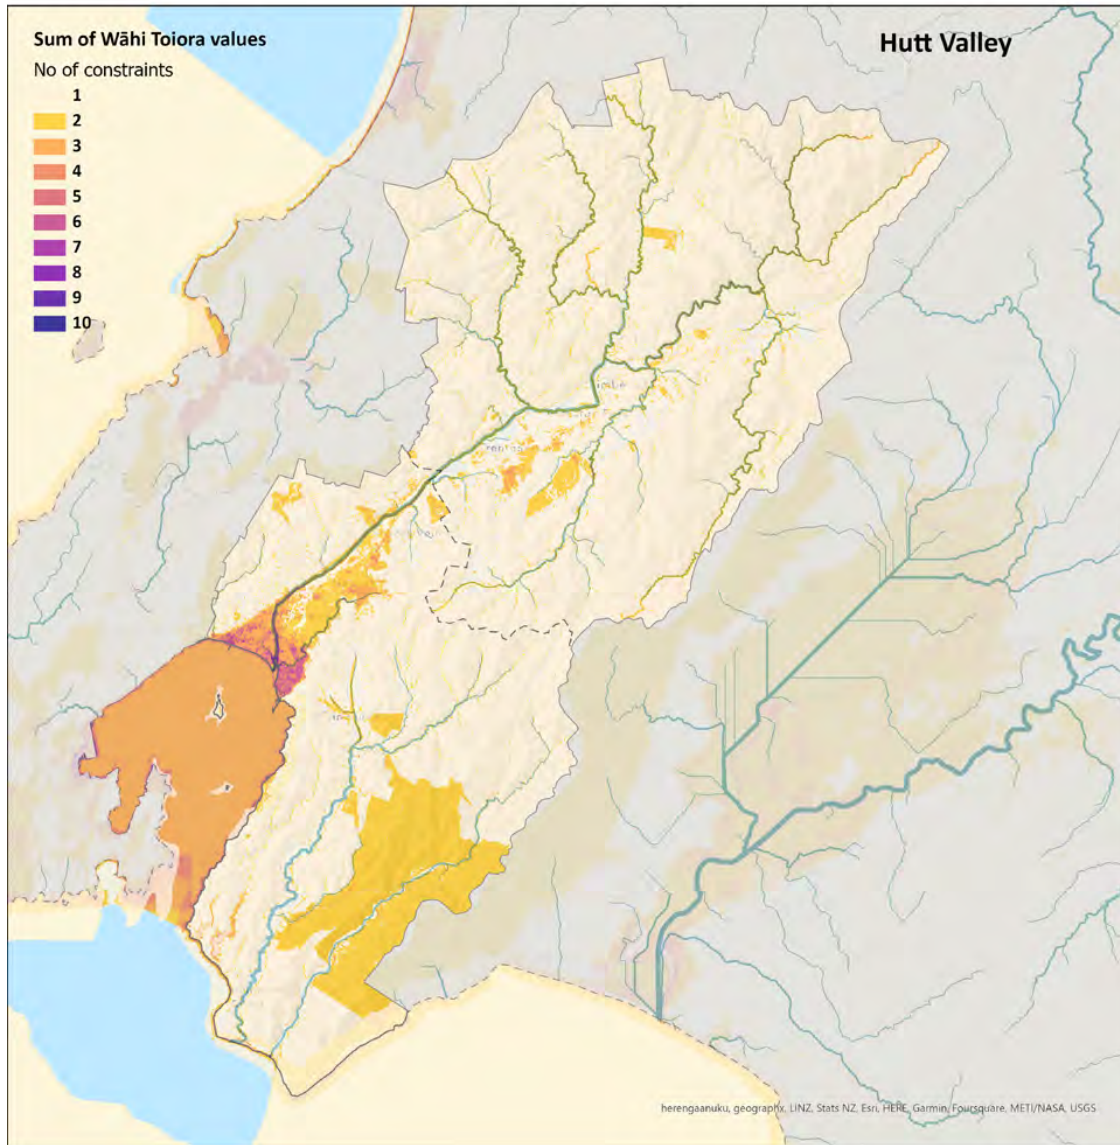 Sum of Wāhi Toiora values
Hutt Valley
No of constraints
1
2
3
4
5
6
7
8
9
10
herengaanuku, geographx, LINZ, Stats NZ, Esri, HERE, Garmin, Foursquare, METI/NASA, USGS